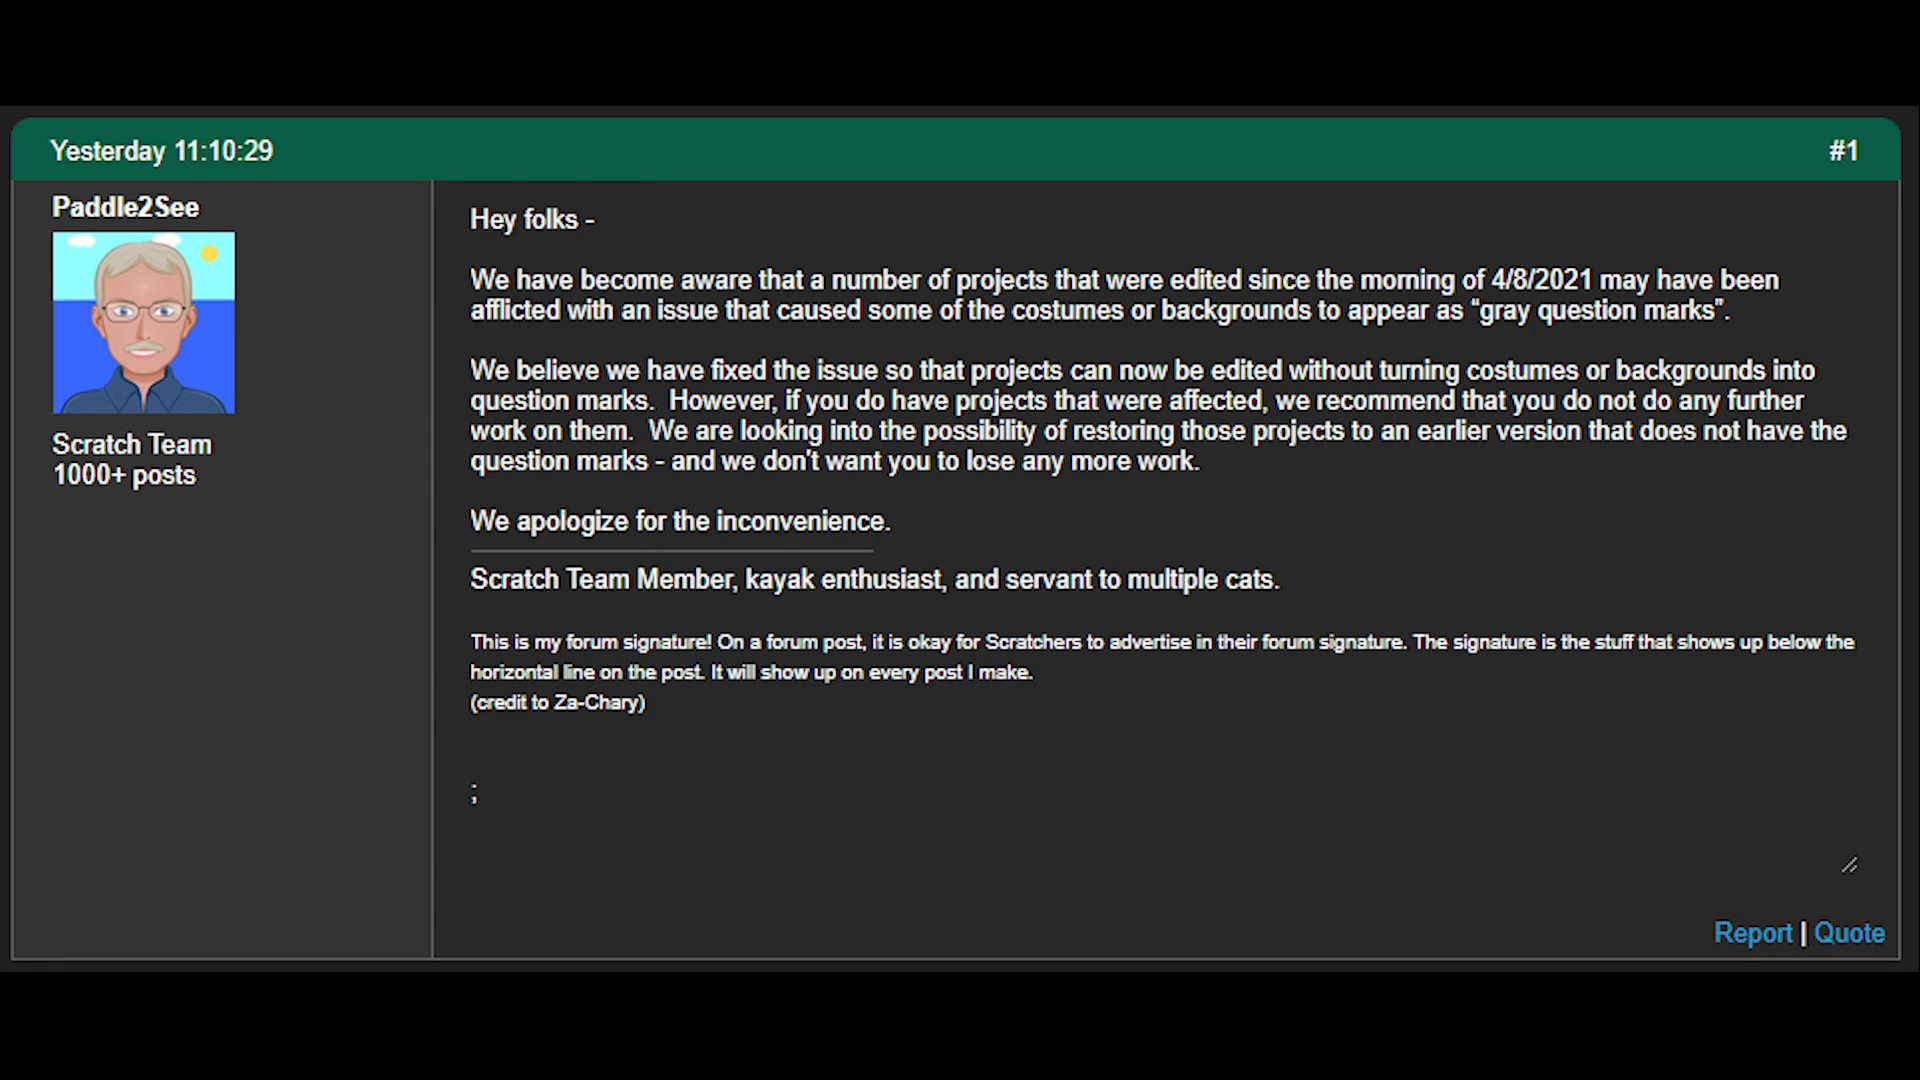 Yesterday 11:10:29
#1
Paddle2See
Scratch Team
1000+ posts
Hey folks -
We have become aware that a number of projects that were edited since the morning of 4/8/2021 may have been
afflicted with an issue that caused some of the costumes or backgrounds to appear as “gray question marks”.
We believe we have fixed the issue so that projects can now be edited without turning costumes or backgrounds into
question marks.  However, if you do have projects that were affected, we recommend that you do not do any further
work on them.  We are looking into the possibility of restoring those projects to an earlier version that does not have the
question marks - and we don't want you to lose any more work.
We apologize for the inconvenience.
Scratch Team Member, kayak enthusiast, and servant to multiple cats.
This is my forum signature! On a forum post, it is okay for Scratchers to advertise in their forum signature. The signature is the stuff that shows up below the
horizontal line on the post. It will show up on every post I make.
(credit to Za-Chary)
;
Report | Quote